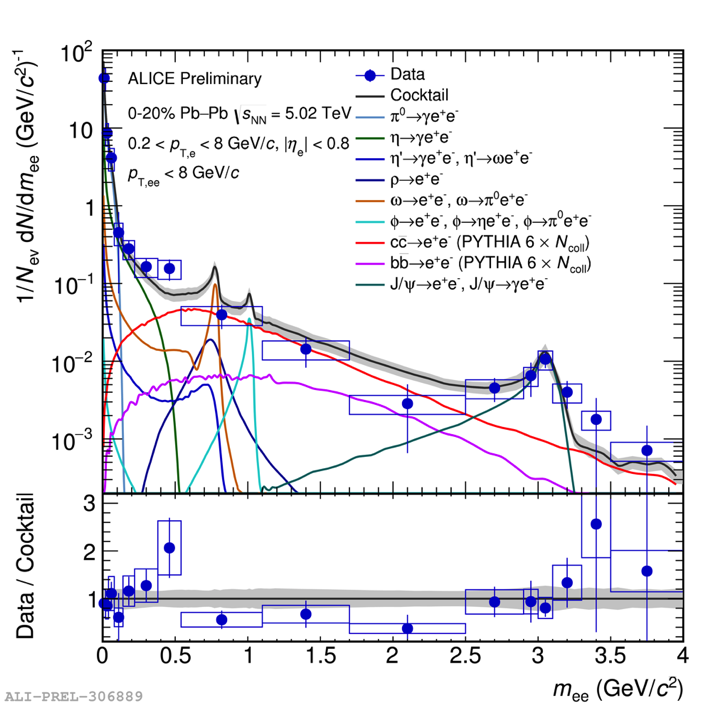 ALICE Preliminary
0-20% Pb–Pb √sNN = 5.02 TeV
0.2 < pT,e < 8 GeV/c, |ηe| < 0.8
pT,ee < 8 GeV/c
Data
Cocktail
π⁰→γe⁺e⁻
η→γe⁺e⁻
η'→γe⁺e⁻, η'→ωe⁺e⁻
ρ→e⁺e⁻
ω→e⁺e⁻, ω→π⁰e⁺e⁻
ϕ→e⁺e⁻, ϕ→ηe⁺e⁻, ϕ→π⁰e⁺e⁻
cc̄→e⁺e⁻ (PYTHIA 6 × Ncoll)
bb̄→e⁺e⁻ (PYTHIA 6 × Ncoll)
J/ψ→e⁺e⁻, J/ψ→γe⁺e⁻
1/Nev dN/dmee (GeV/c²)⁻¹
10²
10
1
10⁻¹
10⁻²
10⁻³
Data / Cocktail
3
2
1
0 0.5 1 1.5 2 2.5 3 3.5 4
mee (GeV/c²)
ALI-PREL-306889